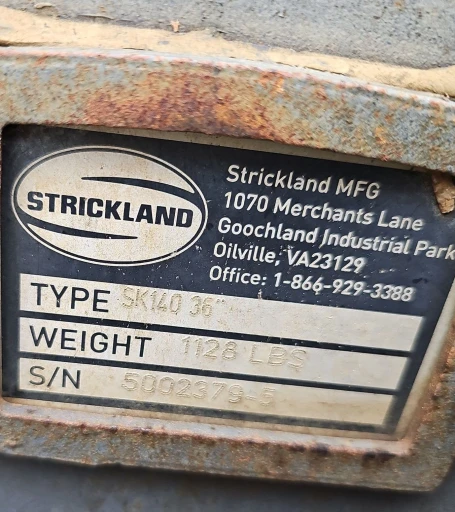 STRICKLAND
Strickland MFG
1070 Merchants Lane
Goochland Industrial Park
Oilville, VA23129
Office: 1-866-929-3388
TYPE SK140 36"
WEIGHT 1128 LBS
S/N 5092379-5